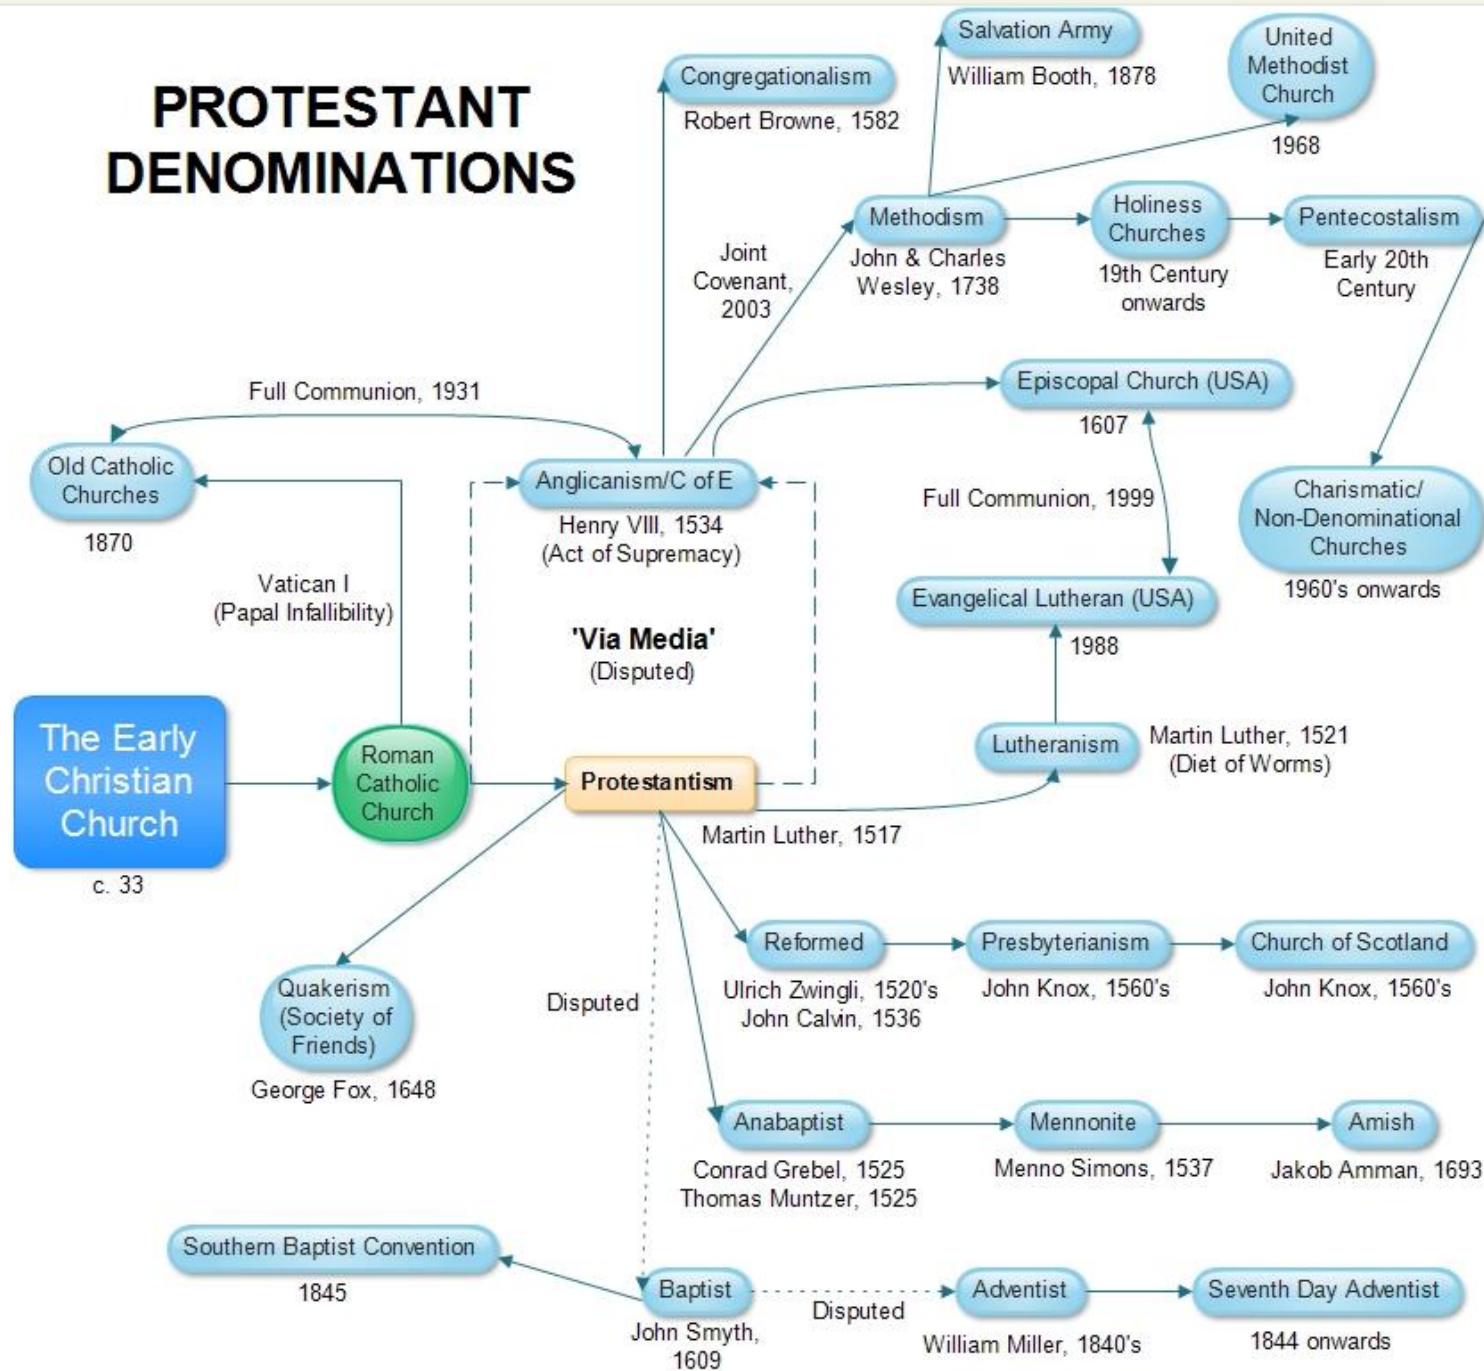 PROTESTANT
DENOMINATIONS
Congregationalism
Robert Browne, 1582
Salvation Army
William Booth, 1878
United
Methodist
Church
1968
Joint
Covenant,
2003
Methodism
John & Charles
Wesley, 1738
Holiness
Churches
19th Century
onwards
Pentecostalism
Early 20th
Century
Full Communion, 1931
Episcopal Church (USA)
1607
Old Catholic
Churches
1870
Anglicanism/C of E
Henry VIII, 1534
(Act of Supremacy)
Full Communion, 1999
Charismatic/
Non-Denominational
Churches
1960's onwards
Vatican I
(Papal Infallibility)
'Via Media'
(Disputed)
Evangelical Lutheran (USA)
1988
The Early
Christian
Church
c. 33
Roman
Catholic
Church
Protestantism
Martin Luther, 1517
Lutheranism
Martin Luther, 1521
(Diet of Worms)
Quakerism
(Society of
Friends)
George Fox, 1648
Disputed
Reformed
Ulrich Zwingli, 1520's
John Calvin, 1536
Presbyterianism
John Knox, 1560's
Church of Scotland
John Knox, 1560's
Anabaptist
Conrad Grebel, 1525
Thomas Muntzer, 1525
Mennonite
Menno Simons, 1537
Amish
Jakob Amman, 1693
Southern Baptist Convention
1845
Baptist
John Smyth,
1609
Disputed
Adventist
William Miller, 1840's
Seventh Day Adventist
1844 onwards